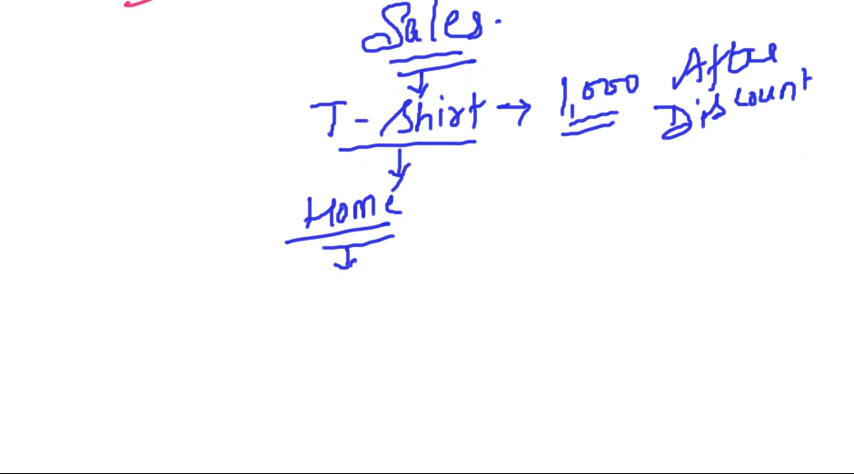 Sales.
T-Shirt → 1,000 After Discount
Home